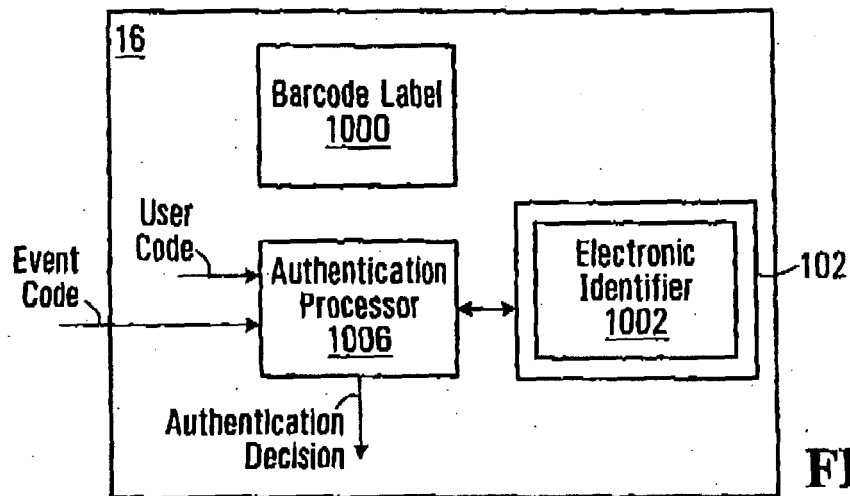 16
Barcode Label
1000
User
Code
Event
Code
Authentication
Processor
1006
Electronic
Identifier
1002
102
Authentication
Decision